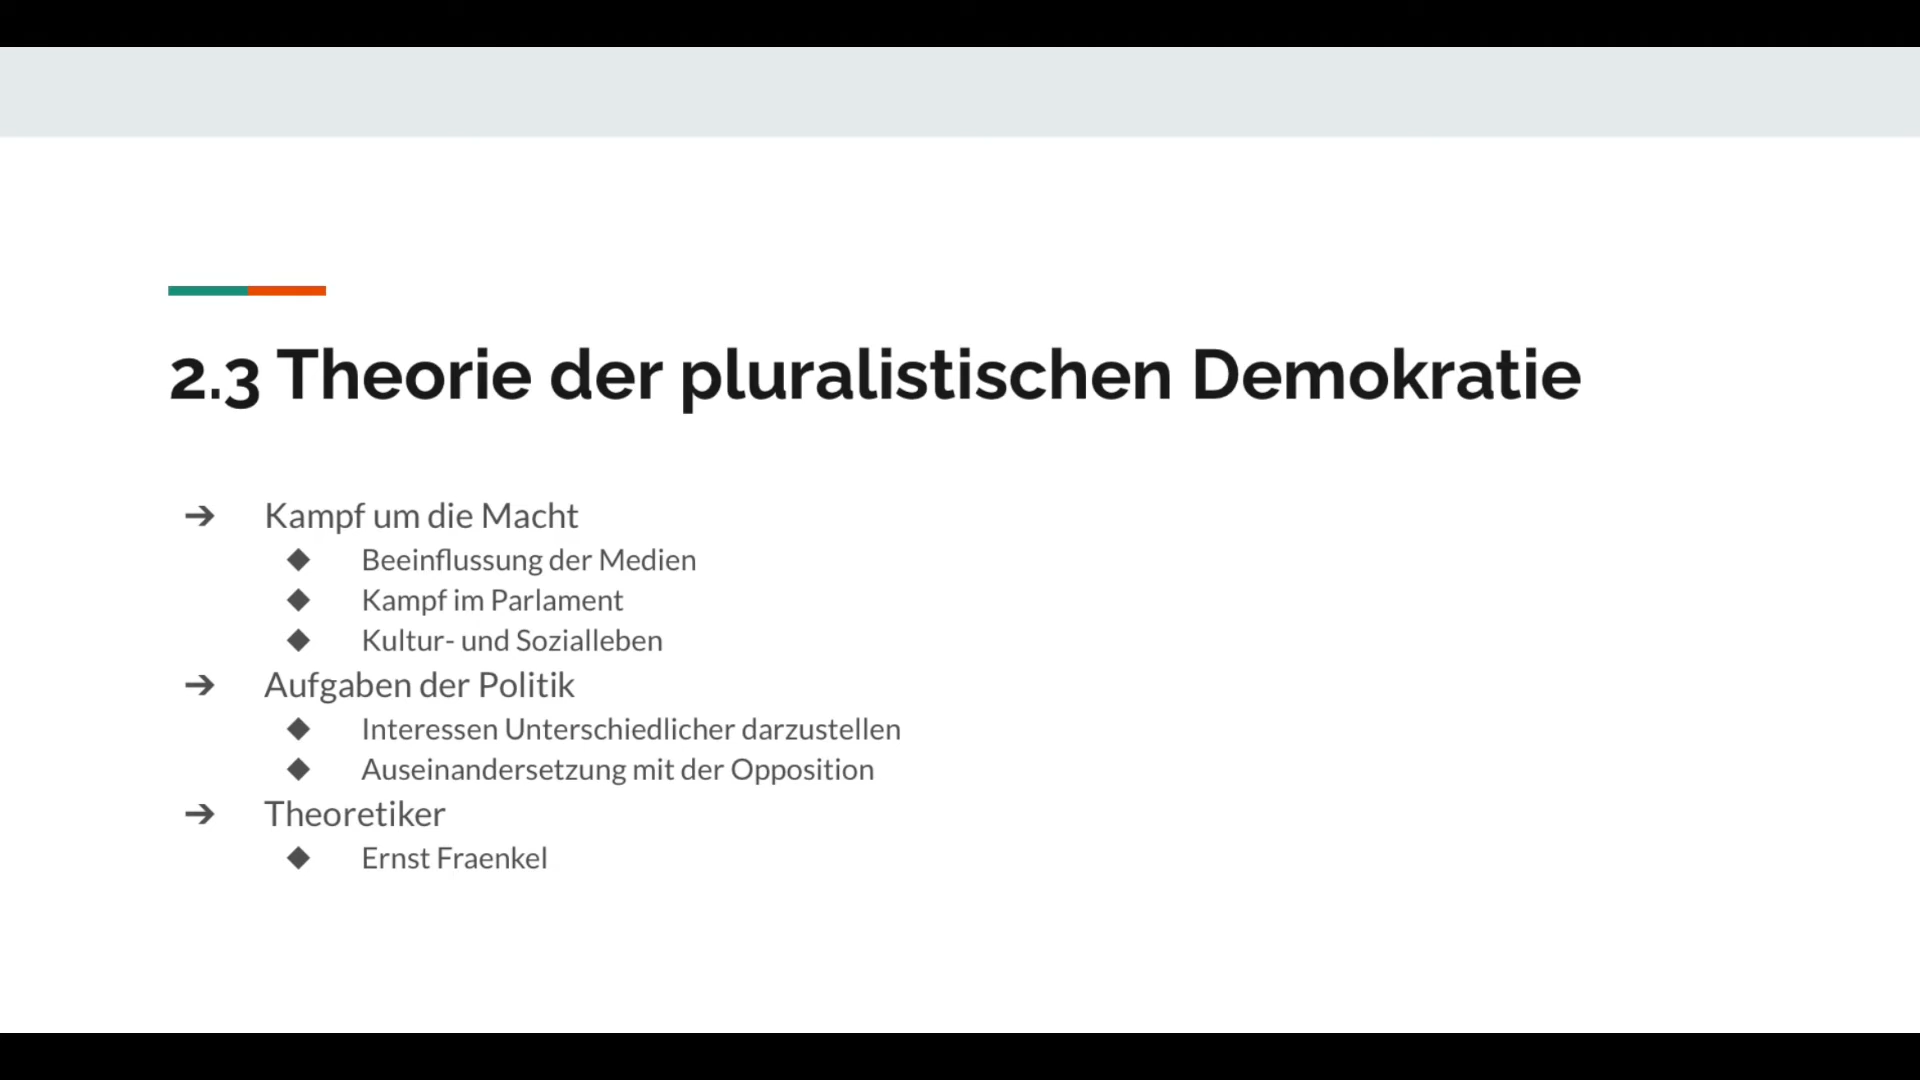 2.3 Theorie der pluralistischen Demokratie
➔ Kampf um die Macht
◆ Beeinflussung der Medien
◆ Kampf im Parlament
◆ Kultur- und Sozialleben
➔ Aufgaben der Politik
◆ Interessen Unterschiedlicher darzustellen
◆ Auseinandersetzung mit der Opposition
➔ Theoretiker
◆ Ernst Fraenkel